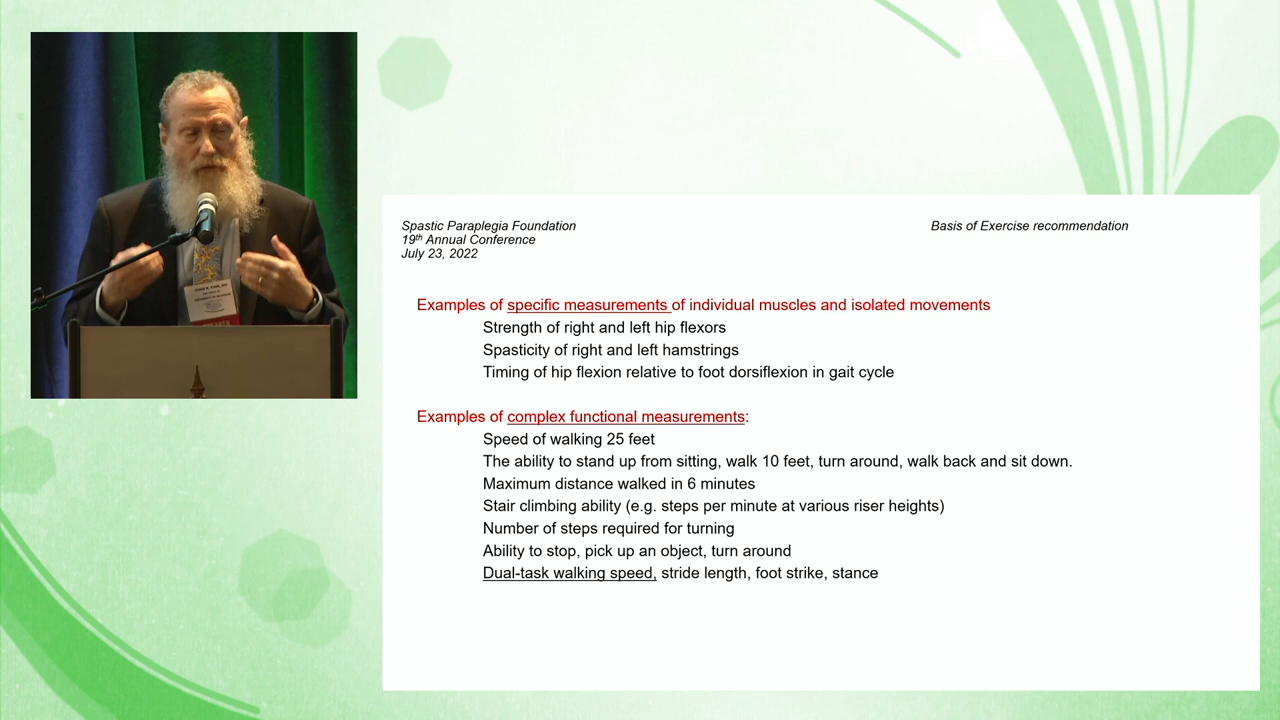 Spastic Paraplegia Foundation
19th Annual Conference
July 23, 2022
Basis of Exercise recommendation
Examples of specific measurements of individual muscles and isolated movements
Strength of right and left hip flexors
Spasticity of right and left hamstrings
Timing of hip flexion relative to foot dorsiflexion in gait cycle
Examples of complex functional measurements:
Speed of walking 25 feet
The ability to stand up from sitting, walk 10 feet, turn around, walk back and sit down.
Maximum distance walked in 6 minutes
Stair climbing ability (e.g. steps per minute at various riser heights)
Number of steps required for turning
Ability to stop, pick up an object, turn around
Dual-task walking speed, stride length, foot strike, stance